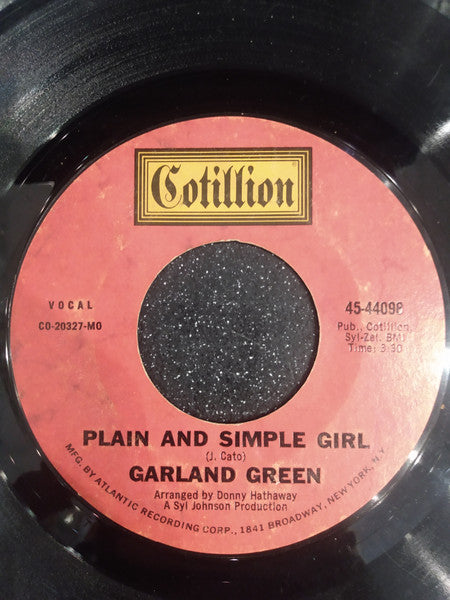 Cotillion
VOCAL
CO-20327-MO
45-44098
Pub., Cotillion,
Syl-Zel, BMI
Time: 3:30
PLAIN AND SIMPLE GIRL
(J. Cato)
GARLAND GREEN
Arranged by Donny Hathaway
A Syl Johnson Production
MFG. BY ATLANTIC RECORDING CORP., 1841 BROADWAY, NEW YORK, N.Y.